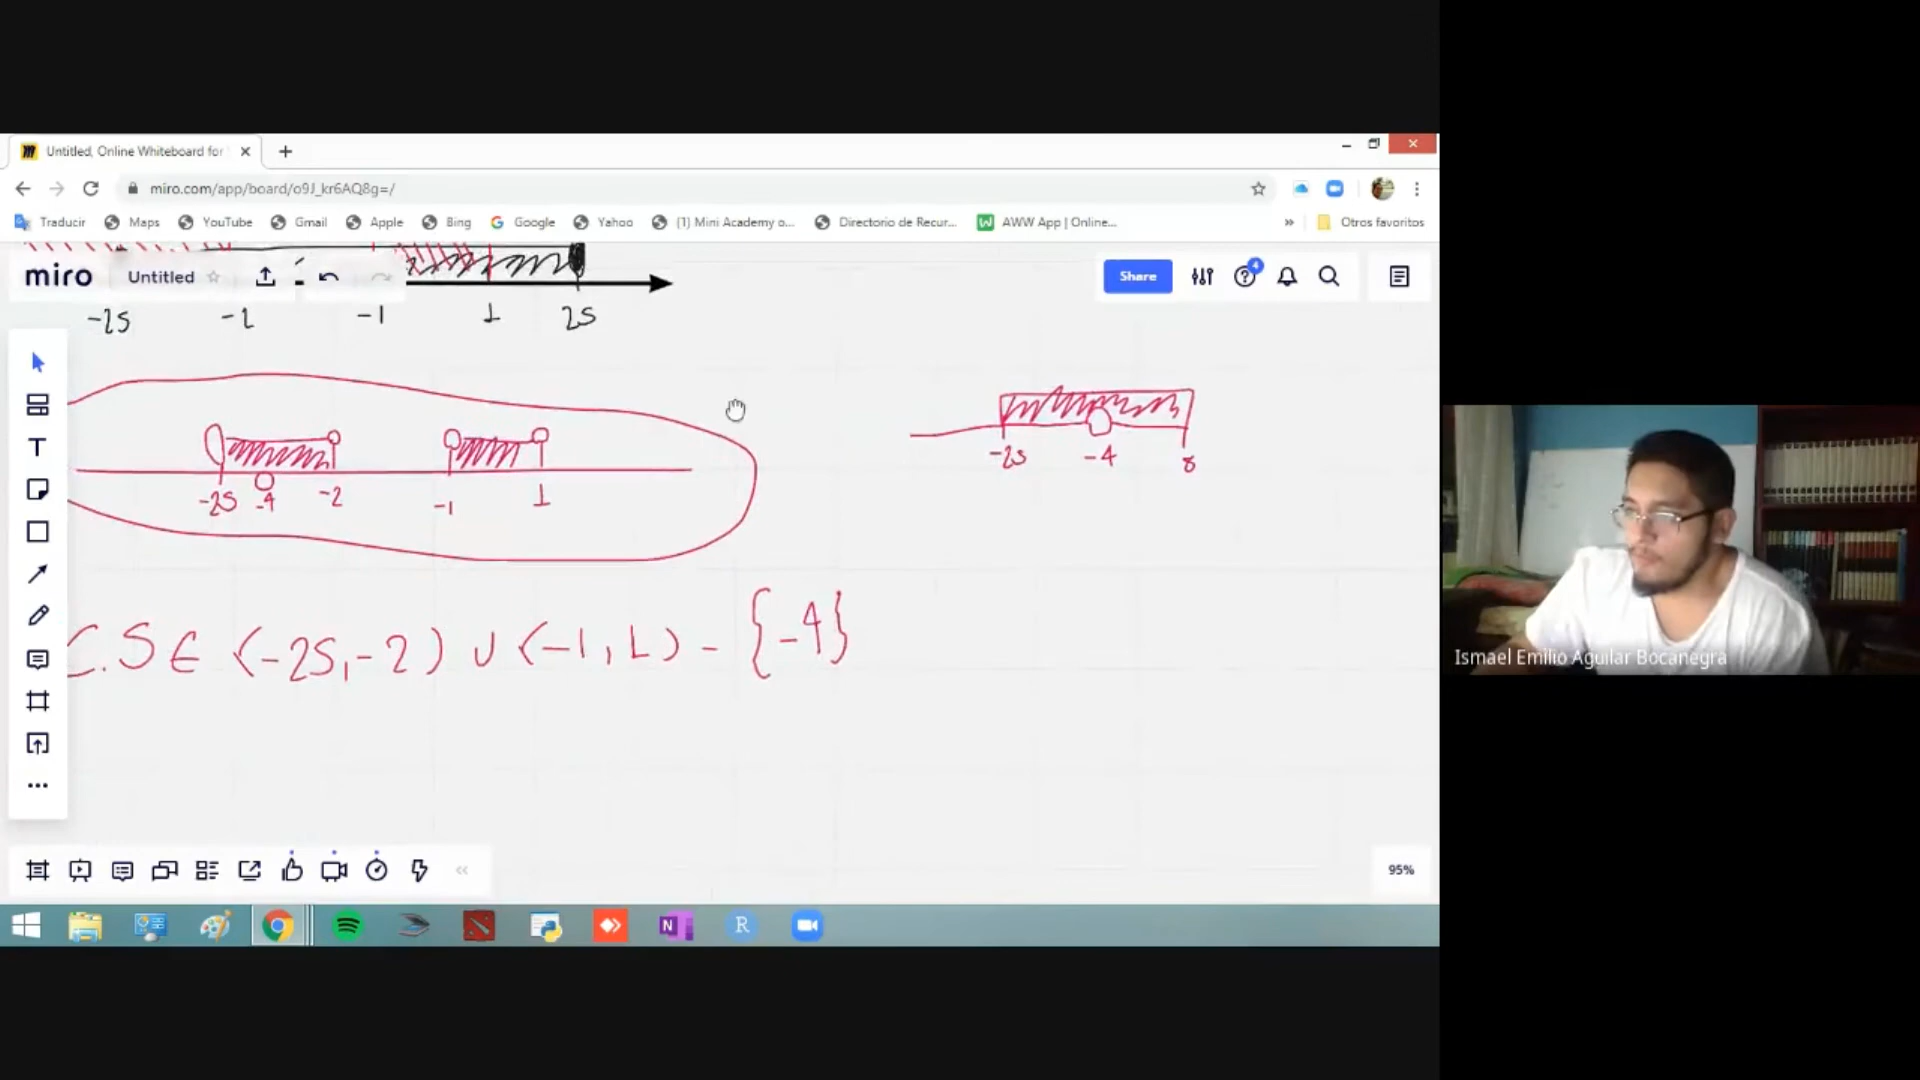 Untitled, Online Whiteboard for
miro.com/app/board/o9J_kr6AQ8g=/
Traducir Maps YouTube Gmail Apple Bing Google Yahoo (1) Mini Academy o... Directorio de Recur... AWW App | Online... » Otros favoritos
miro Untitled Share 4
-25 -2 -1 1 25
-25 -4 -2 -1 1
-25 -4 8
C.S ∈ ⟨-25,-2⟩ ∪ ⟨-1,1⟩ - {-4}
Ismael Emilio Aguilar Bocanegra
T
95%
N R